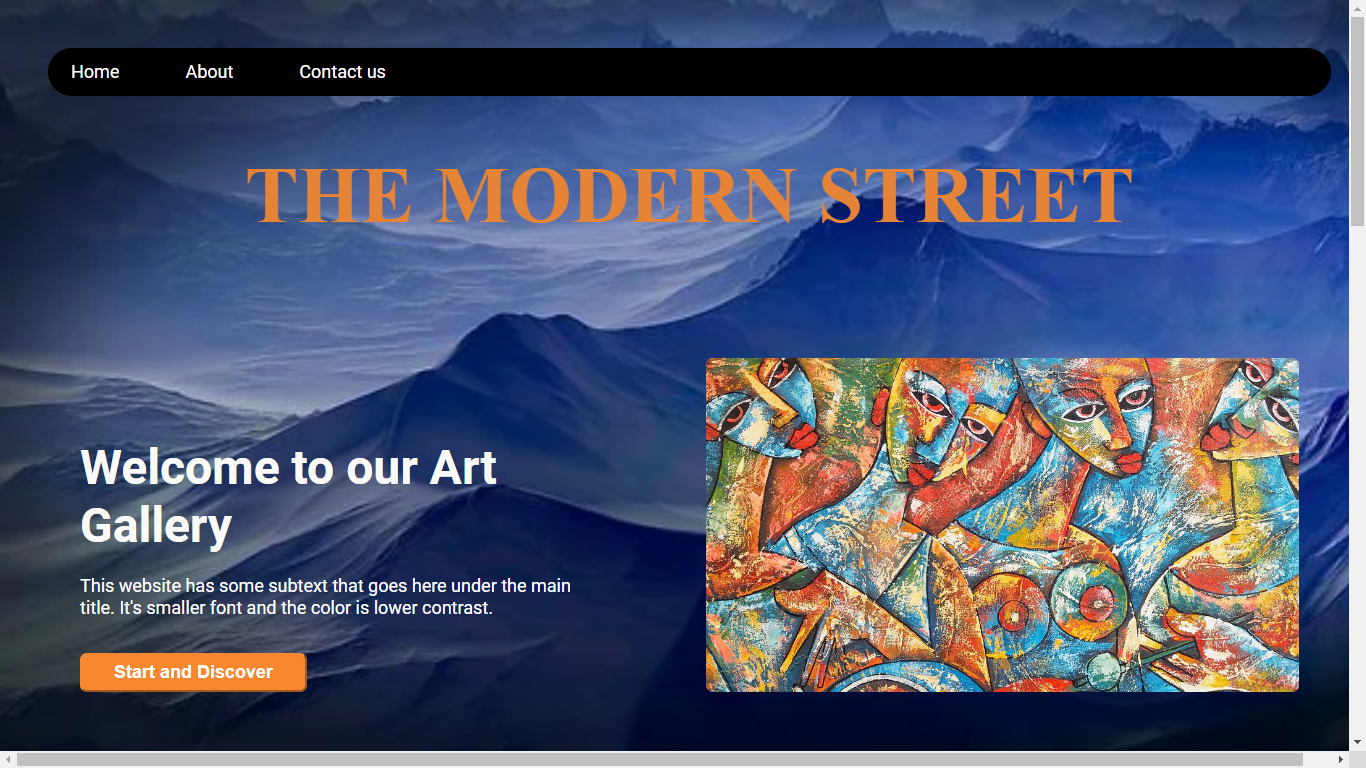 Home About Contact us
THE MODERN STREET
Welcome to our Art
Gallery
This website has some subtext that goes here under the main
title. It's smaller font and the color is lower contrast.
Start and Discover